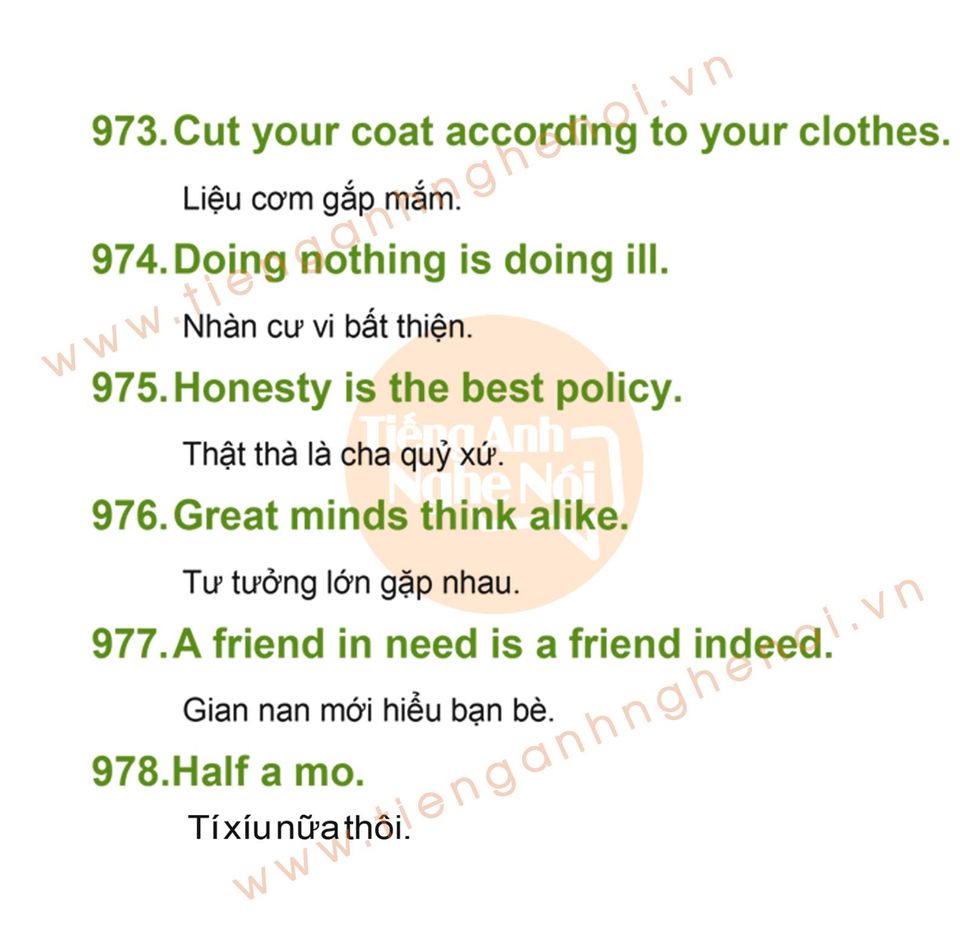 www.tienganhnghenoi.vn
973.Cut your coat according to your clothes.
Liệu cơm gắp mắm.
974.Doing nothing is doing ill.
Nhàn cư vi bất thiện.
975.Honesty is the best policy.
Tiếng Anh
Thật thà là cha quỷ xứ.
Nghe Nói
976.Great minds think alike.
Tư tưởng lớn gặp nhau.
977.A friend in need is a friend indeed.
Gian nan mới hiểu bạn bè.
978.Half a mo.
Tí xíu nữa thôi.
www.tienganhnghenoi.vn